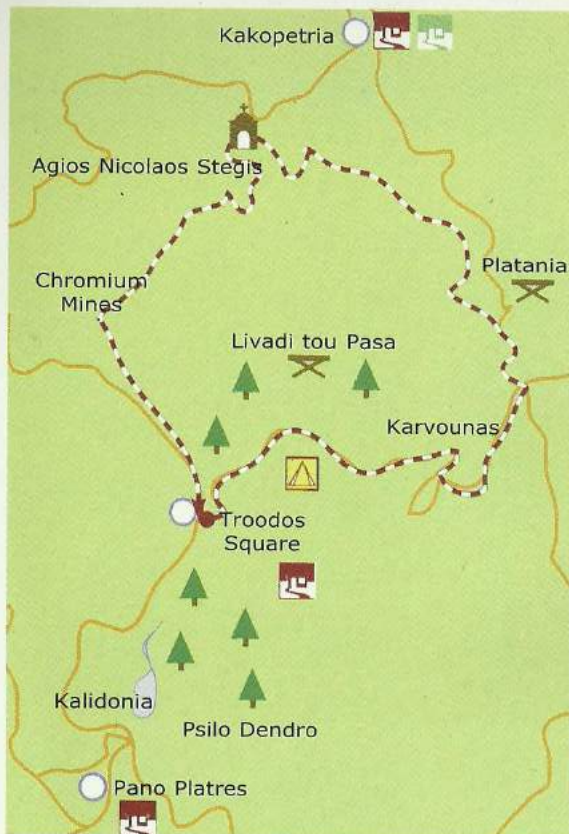 Kakopetria
Agios Nicolaos Stegis
Chromium
Mines
Platania
Livadi tou Pasa
Karvounas
Troodos
Square
Kalidonia
Psilo Dendro
Pano Platres